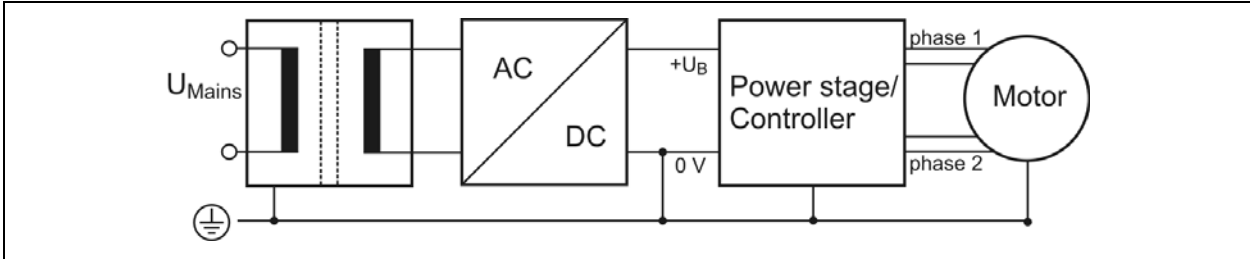 U_Mains
AC
DC
+U_B
0 V
Power stage/
Controller
phase 1
phase 2
Motor